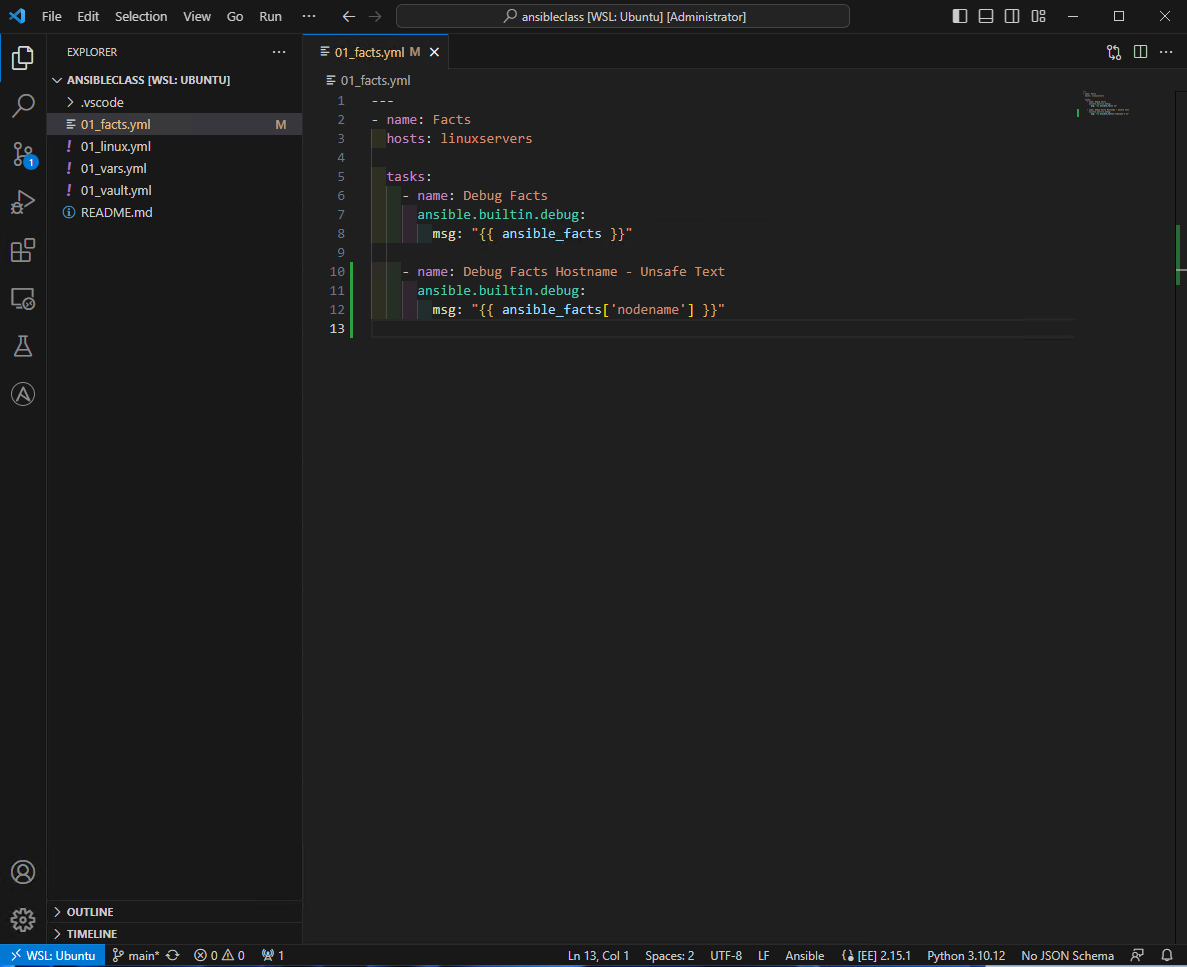 File Edit Selection View Go Run ··· ansibleclass [WSL: Ubuntu] [Administrator]
EXPLORER ···
ANSIBLECLASS [WSL: UBUNTU]
.vscode
01_facts.yml M
! 01_linux.yml
! 01_vars.yml
! 01_vault.yml
README.md
OUTLINE
TIMELINE
1
01_facts.yml M
01_facts.yml
1 ---
2 - name: Facts
3   hosts: linuxservers
4
5   tasks:
6     - name: Debug Facts
7       ansible.builtin.debug:
8         msg: "{{ ansible_facts }}"
9
10     - name: Debug Facts Hostname - Unsafe Text
11       ansible.builtin.debug:
12         msg: "{{ ansible_facts['nodename'] }}"
13
WSL: Ubuntu main* 0 0 1 Ln 13, Col 1 Spaces: 2 UTF-8 LF Ansible [EE] 2.15.1 Python 3.10.12 No JSON Schema